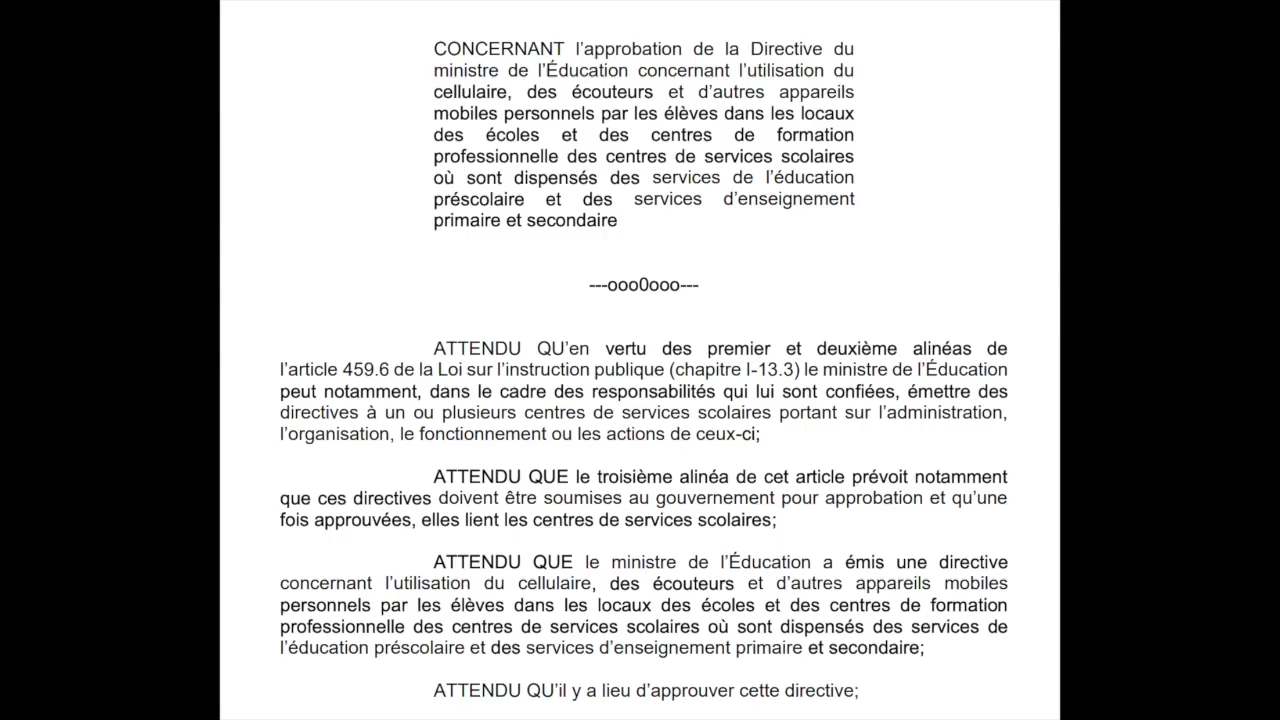 CONCERNANT l’approbation de la Directive du
ministre de l’Éducation concernant l’utilisation du
cellulaire, des écouteurs et d’autres appareils
mobiles personnels par les élèves dans les locaux
des écoles et des centres de formation
professionnelle des centres de services scolaires
où sont dispensés des services de l’éducation
préscolaire et des services d’enseignement
primaire et secondaire
---ooo0ooo---
ATTENDU QU’en vertu des premier et deuxième alinéas de
l’article 459.6 de la Loi sur l’instruction publique (chapitre I-13.3) le ministre de l’Éducation
peut notamment, dans le cadre des responsabilités qui lui sont confiées, émettre des
directives à un ou plusieurs centres de services scolaires portant sur l’administration,
l’organisation, le fonctionnement ou les actions de ceux-ci;
ATTENDU QUE le troisième alinéa de cet article prévoit notamment
que ces directives doivent être soumises au gouvernement pour approbation et qu’une
fois approuvées, elles lient les centres de services scolaires;
ATTENDU QUE le ministre de l’Éducation a émis une directive
concernant l’utilisation du cellulaire, des écouteurs et d’autres appareils mobiles
personnels par les élèves dans les locaux des écoles et des centres de formation
professionnelle des centres de services scolaires où sont dispensés des services de
l’éducation préscolaire et des services d’enseignement primaire et secondaire;
ATTENDU QU’il y a lieu d’approuver cette directive;